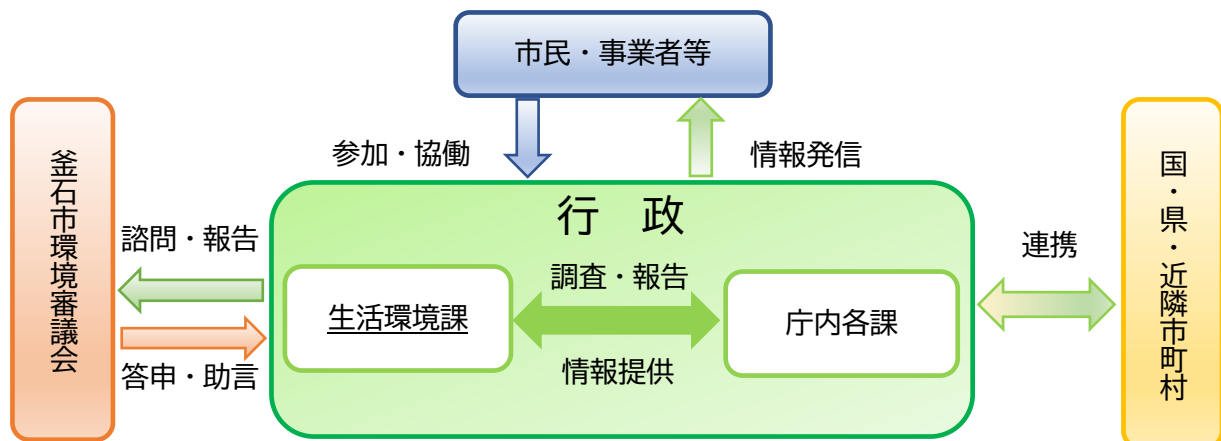 市民・事業者等
参加・協働
情報発信
釜石市環境審議会
諮問・報告
答申・助言
行 政
生活環境課
調査・報告
情報提供
庁内各課
連携
国・県・近隣市町村